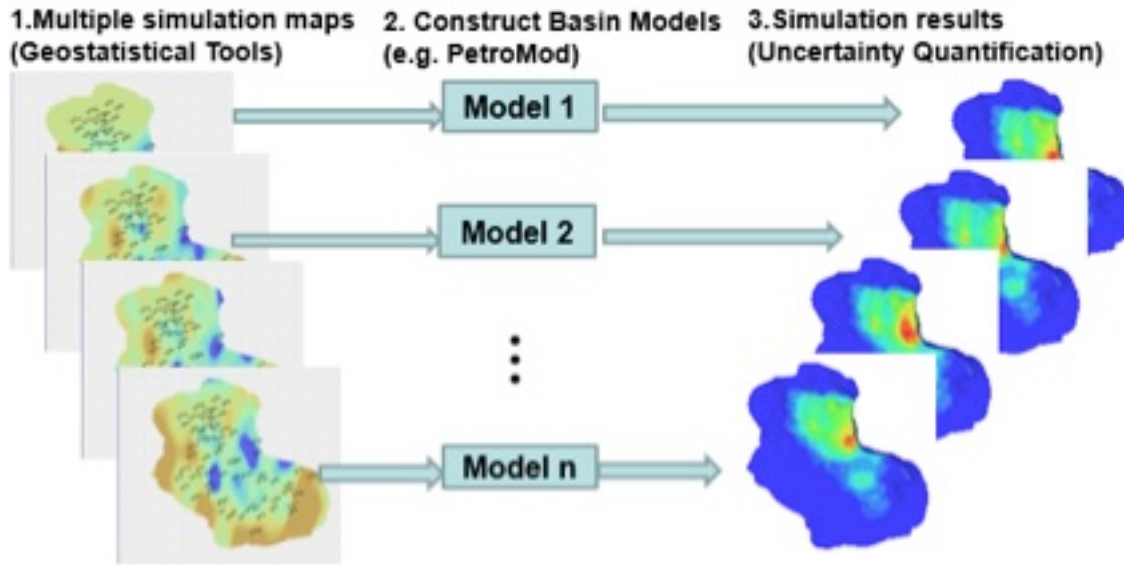 1.Multiple simulation maps
(Geostatistical Tools)
2. Construct Basin Models
(e.g. PetroMod)
3.Simulation results
(Uncertainty Quantification)
Model 1
Model 2
Model n